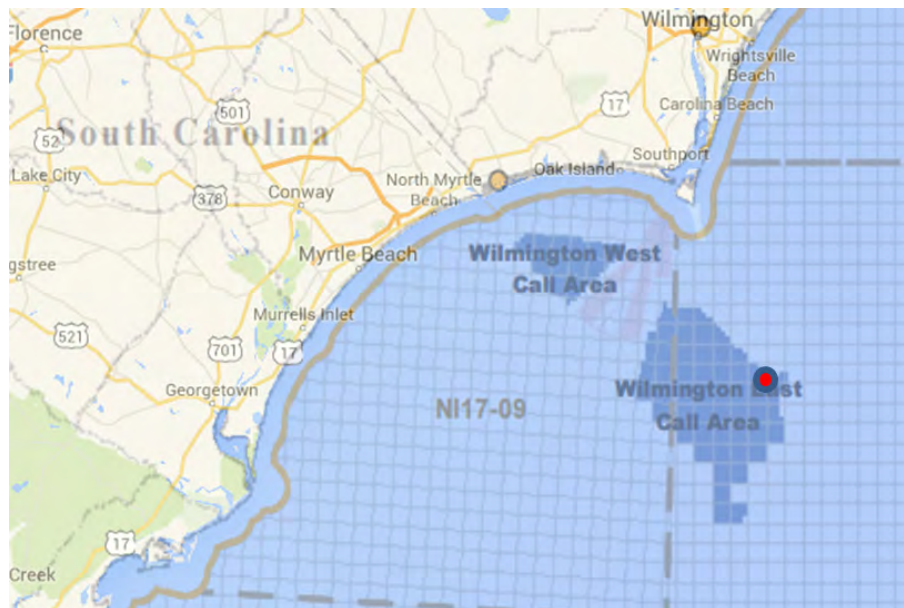 Wilmington
Florence
Wrightsville
Beach
501
17
Carolina Beach
South Carolina
52
Southport
Oak Island
Lake City
North Myrtle
Beach
378
Conway
Wilmington West
Call Area
Myrtle Beach
gstree
Murrells Inlet
521
701
17
Georgetown
Wilmington East
Call Area
NI17-09
17
Creek